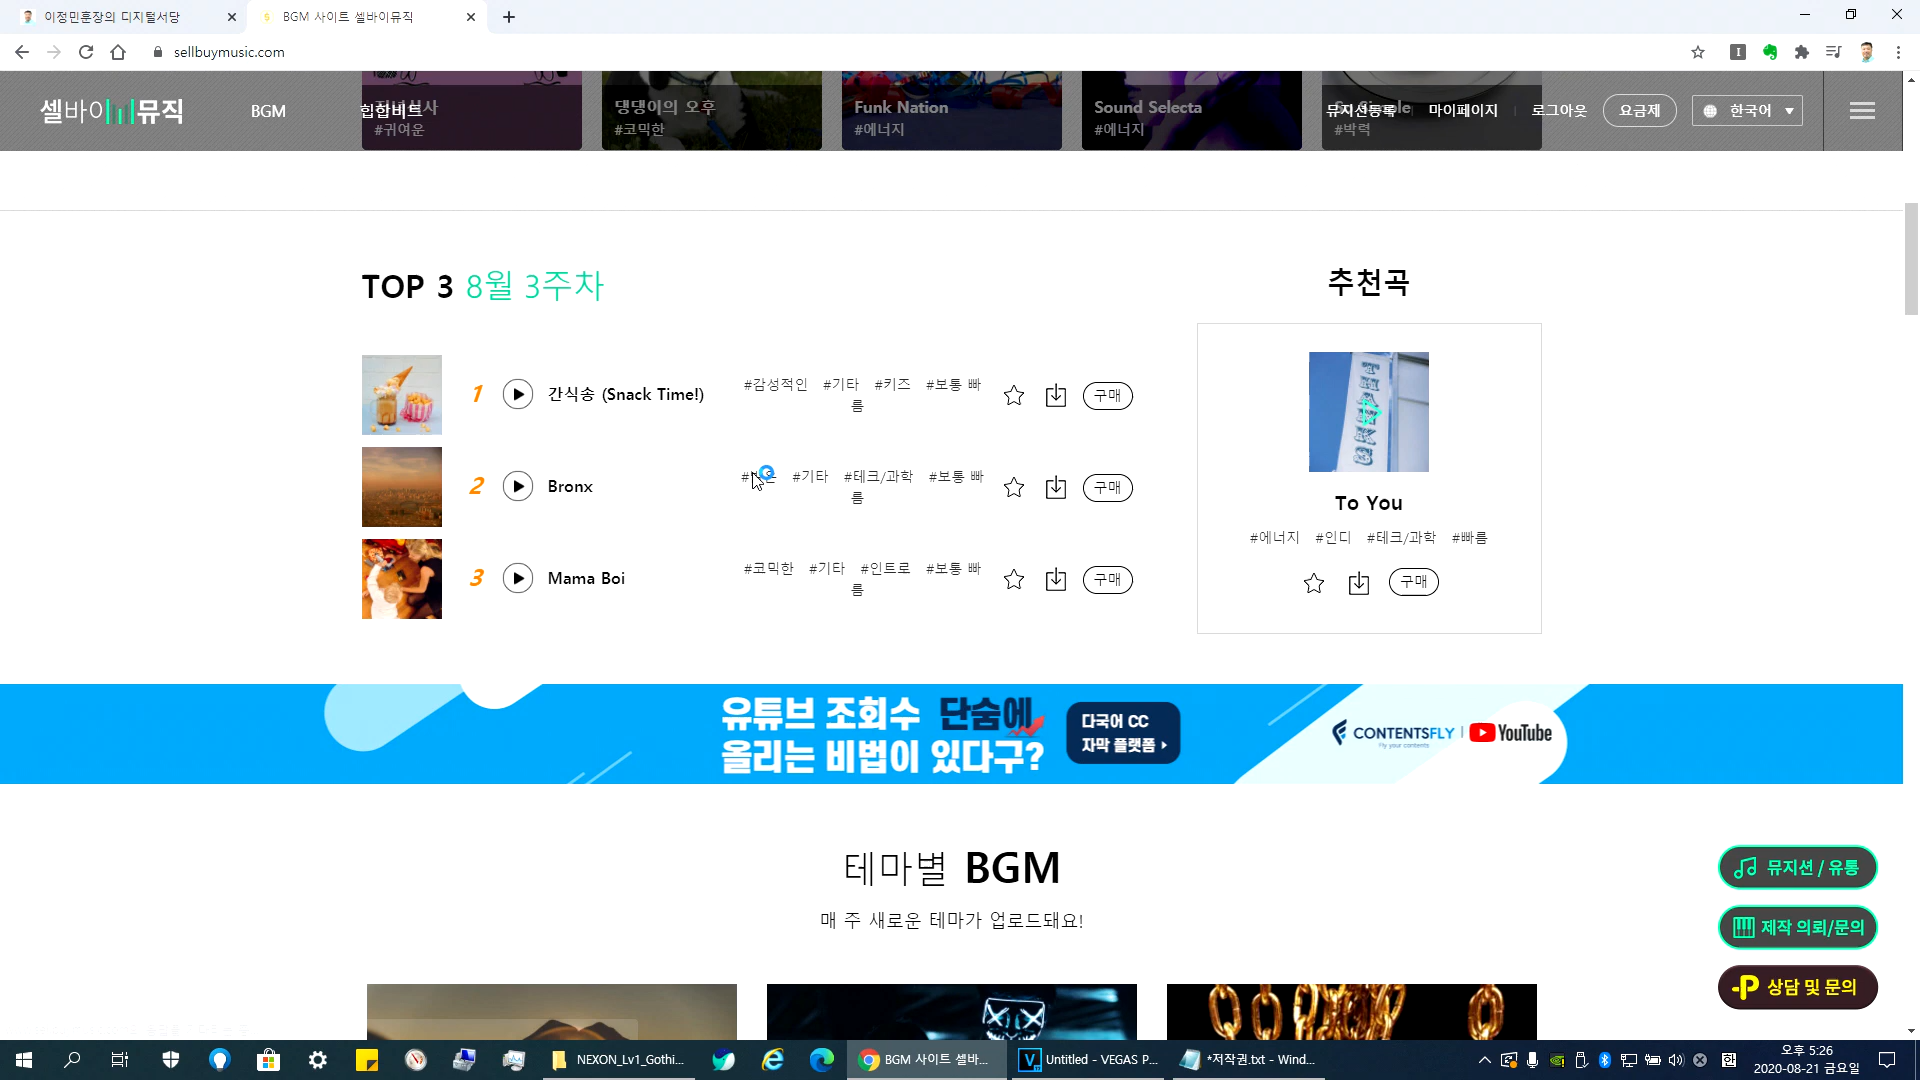 이정민훈장의 디지털서당
BGM 사이트 셀바이뮤직
sellbuymusic.com
셀바이뮤직
BGM
힙합비트
뮤지션등록
마이페이지
로그아웃
요금제
한국어
#귀여운
댕댕이의 오후
#코믹한
Funk Nation
#에너지
Sound Selecta
#에너지
#박력
TOP 3 8월 3주차
1 간식송 (Snack Time!) #감성적인 #기타 #키즈 #보통 빠
름
구매
2 Bronx #기타 #테크/과학 #보통 빠
름
구매
3 Mama Boi #코믹한 #기타 #인트로 #보통 빠
름
구매
추천곡
THANKS
To You
#에너지 #인디 #테크/과학 #빠름
구매
유튜브 조회수 단숨에
올리는 비법이 있다구?
다국어 CC
자막 플랫폼
CONTENTSFLY
Fly your contents
YouTube
테마별 BGM
매 주 새로운 테마가 업로드돼요!
뮤지션 / 유통
제작 의뢰/문의
상담 및 문의
NEXON_Lv1_Gothi...
BGM 사이트 셀바...
Untitled - VEGAS P...
*저작권.txt - Wind...
한
오후 5:26
2020-08-21 금요일